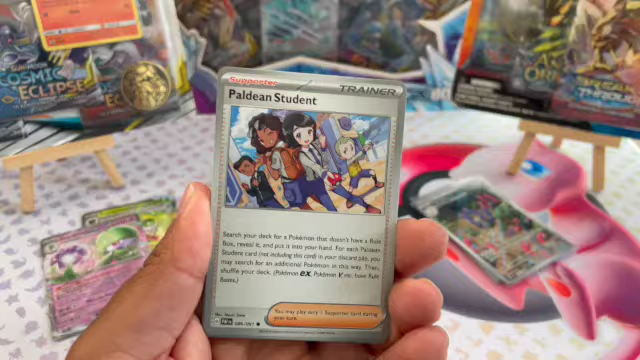 COSMIC
ECLIPSE
Supporter
TRAINER
Paldean Student
Search your deck for a Pokémon that doesn't have a Rule
Box, reveal it, and put it into your hand. For each Paldean
Student card (not including this card) in your discard pile, you
may search for an additional Pokémon in this way. Then,
shuffle your deck. (Pokémon ex, Pokémon V, etc. have Rule
Boxes.)
You may play only 1 Supporter card during
your turn.